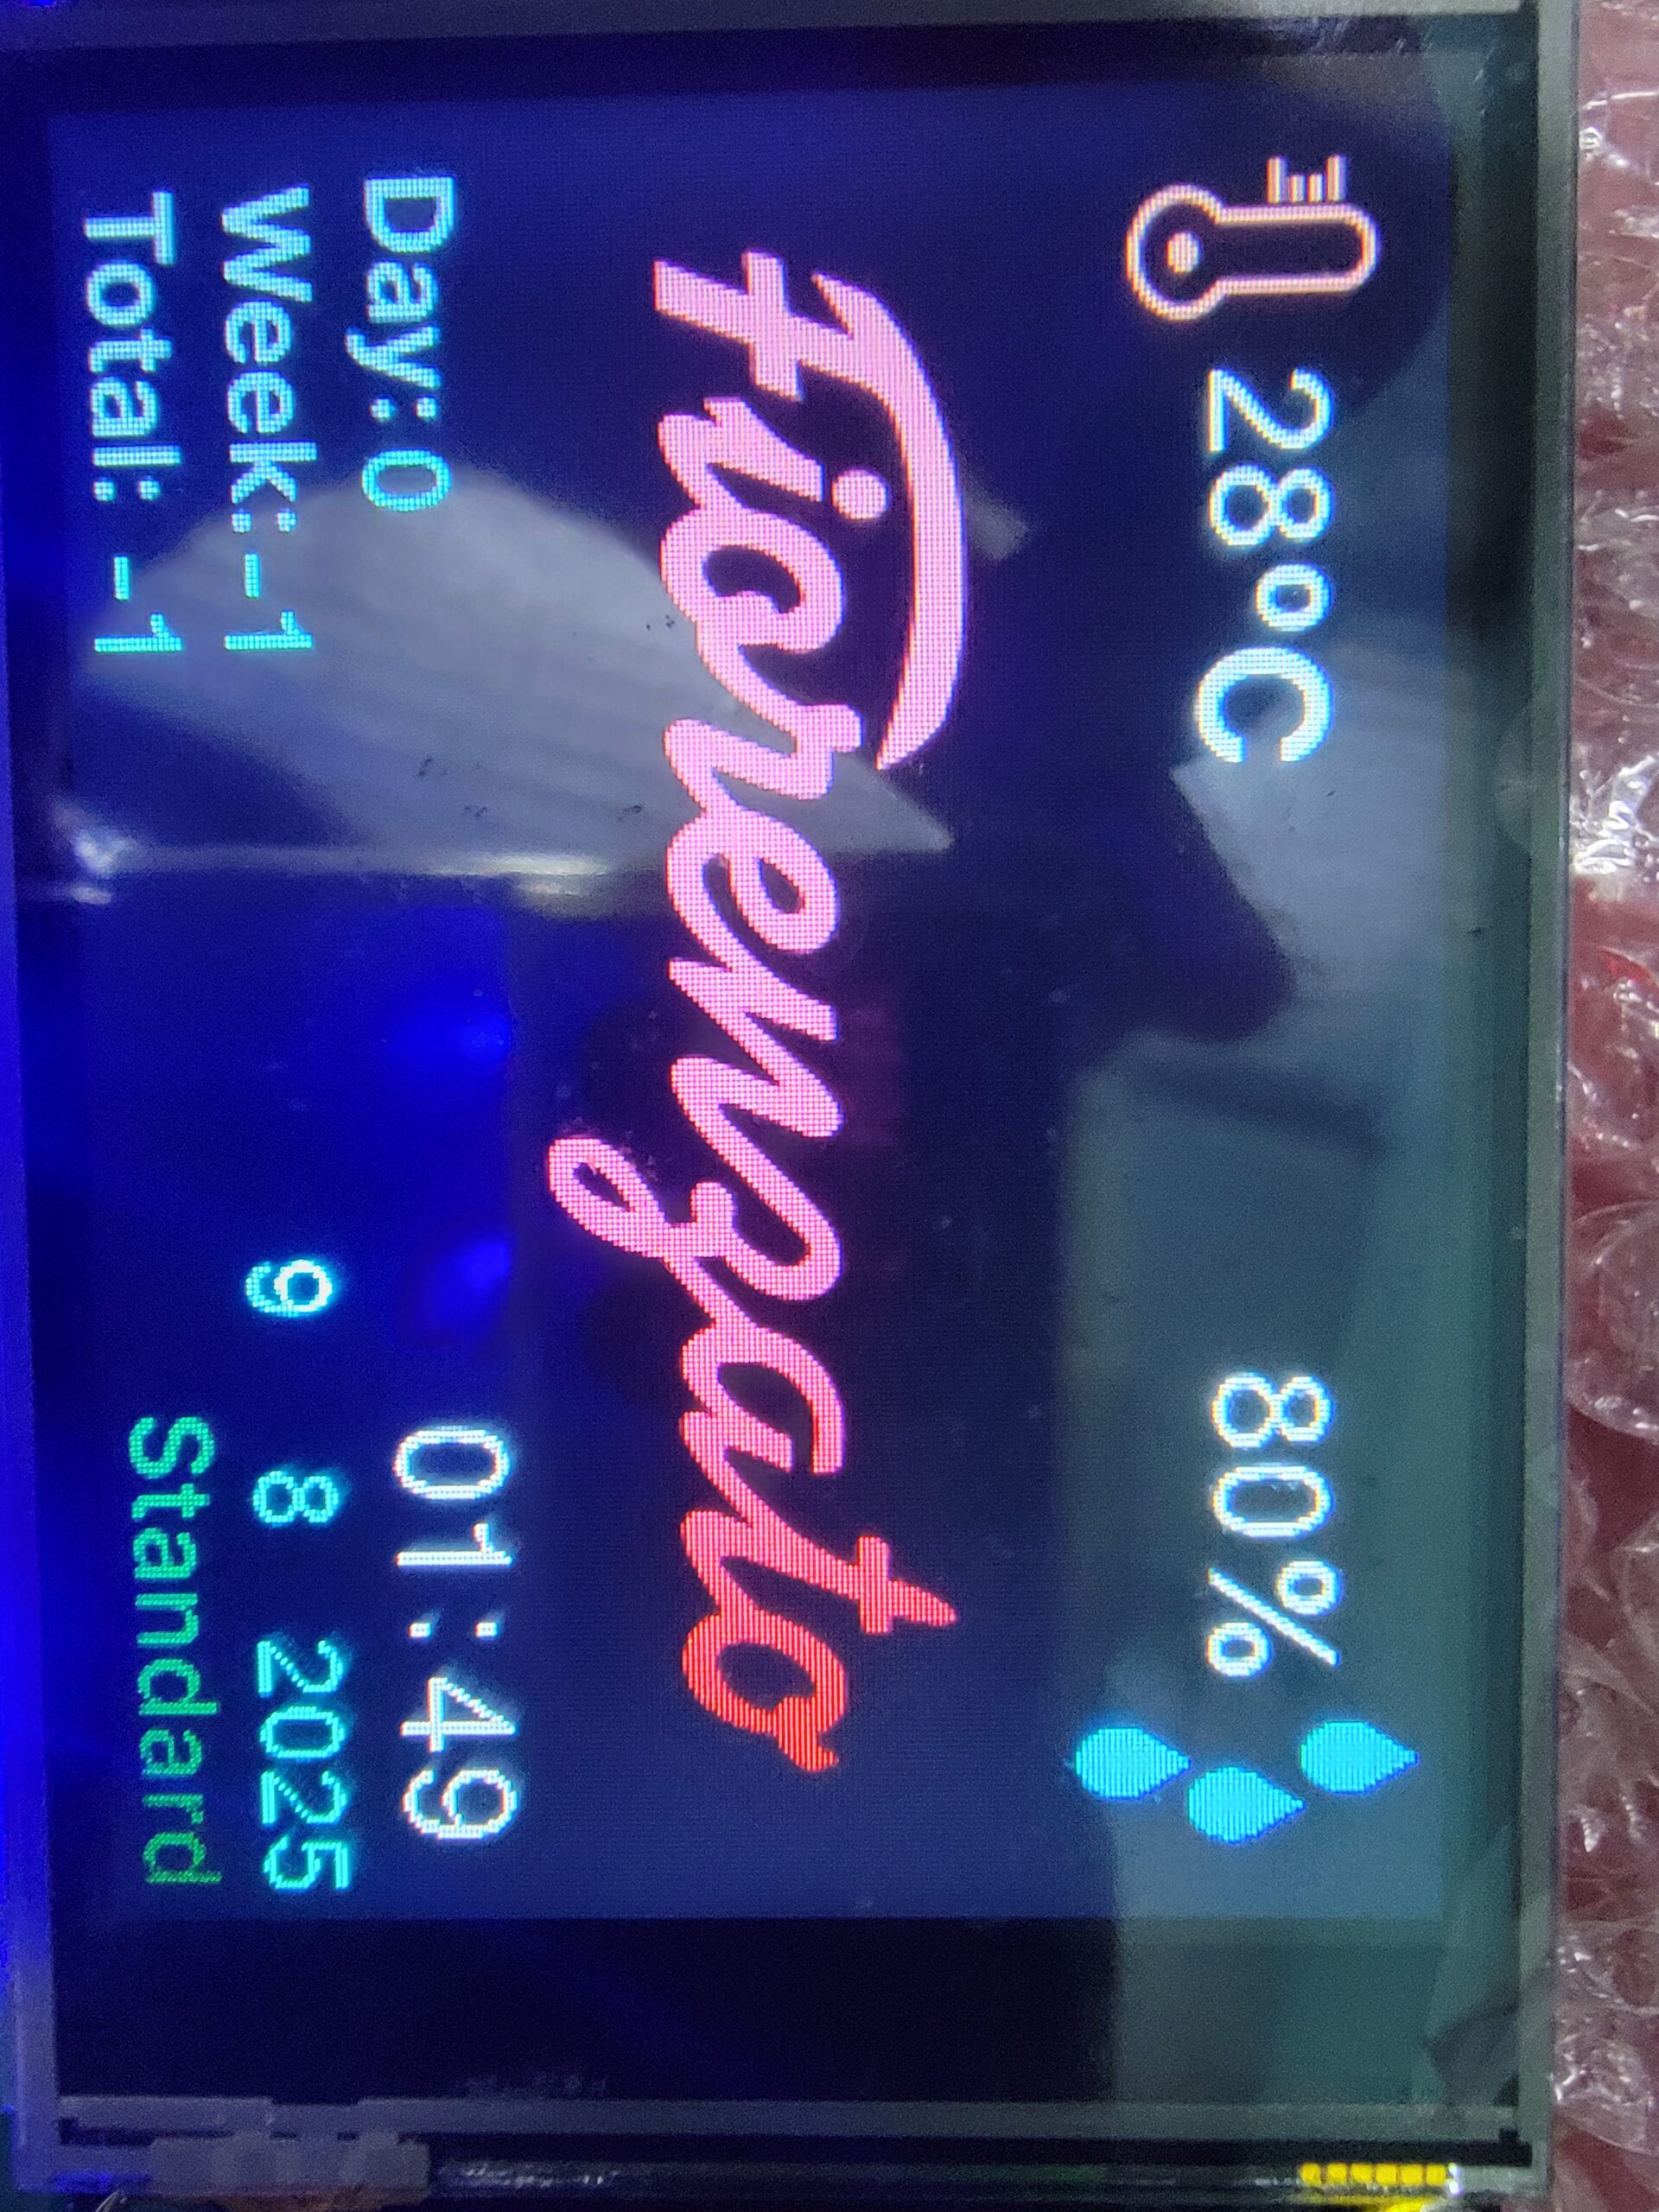 28°C 80%
Fiorenzato
Day: 0 01:49
Week:-1 9 8 2025
Total: -1 Standard